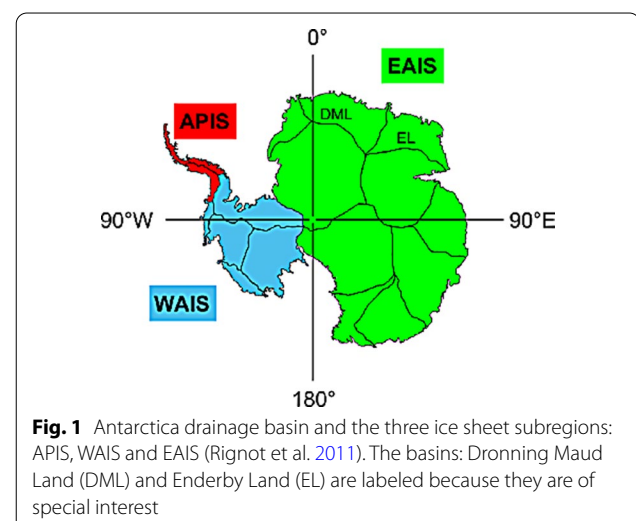 0°
EAIS
DML
APIS
EL
90°W
90°E
WAIS
180°
Fig. 1 Antarctica drainage basin and the three ice sheet subregions:
APIS, WAIS and EAIS (Rignot et al. 2011). The basins: Dronning Maud
Land (DML) and Enderby Land (EL) are labeled because they are of
special interest